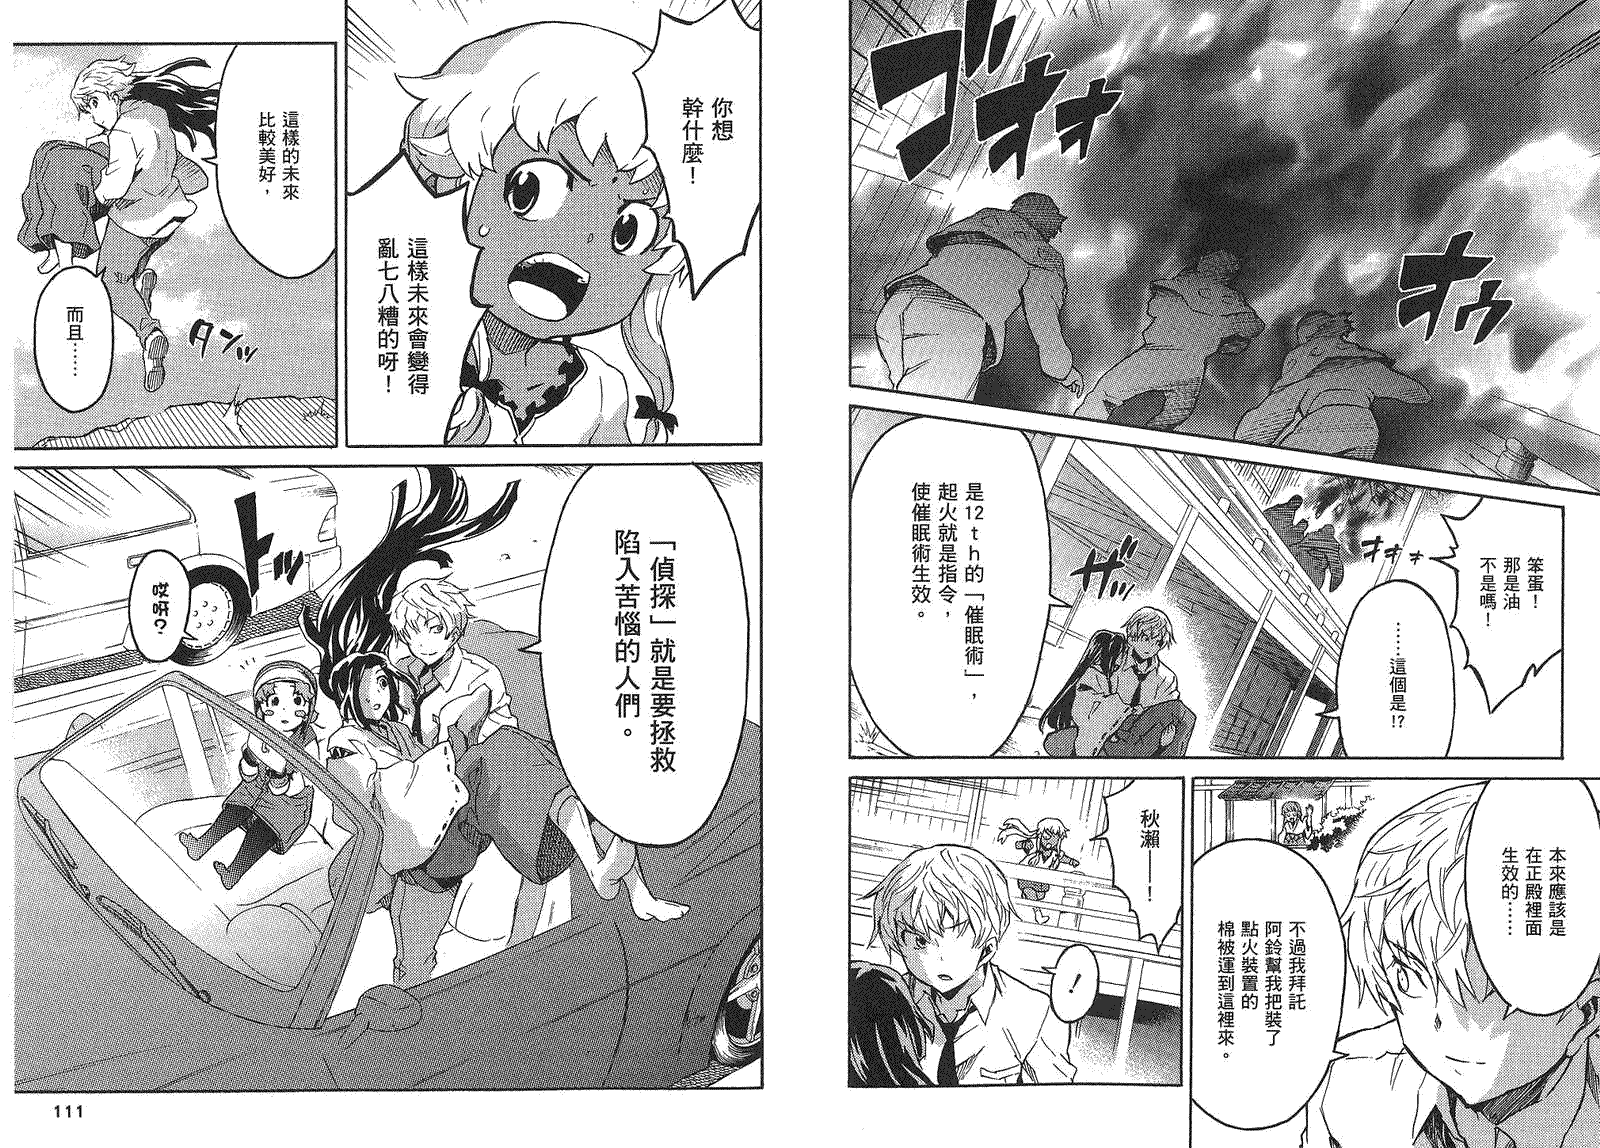 ゴオオオオゥ
笨蛋！
那是油
不是嗎！
……這個是!?
オオオオ
ザッ
是12th的「催眠術」，
起火就是指令，
使催眠術生效。
本來應該是
在正殿裡面
生效的……
不過我拜託
阿鈴幫我把裝了
點火裝置的
棉被運到這裡來。
秋瀨——！
！
你想
幹什麼！
這樣未來會變得
亂七八糟的呀！
這樣的未來
比較美好，
而且……
タンッ
「偵探」就是要拯救
陷入苦惱的人們。
トッ
哎呀？
111